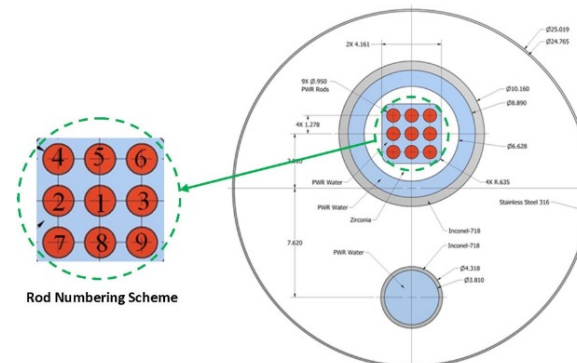 4 5 6
2 1 3
7 8 9
Rod Numbering Scheme
2X 4.161
9X Ø.950
PWR Rods
4X 1.278
PWR Water
PWR Water
Zirconia
7.620
PWR Water
Ø25.019
Ø24.765
Ø10.160
Ø8.890
Ø6.628
4X R.635
Stainless Steel 316
Inconel-718
Inconel-718
Ø4.318
Ø3.810